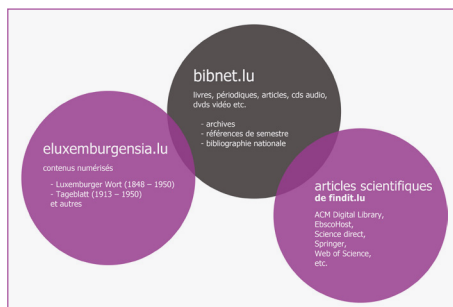 bibnet.lu
livres, périodiques, articles, cds audio,
dvds vidéo etc.
- archives
- références de semestre
- bibliographie nationale
eluxemburgensia.lu
contenus numérisés
- Luxemburger Wort (1848 – 1950)
- Tageblatt (1913 – 1950)
et autres
articles scientifiques
de findit.lu
ACM Digital Library,
EbscoHost,
Science direct,
Springer,
Web of Science,
etc.